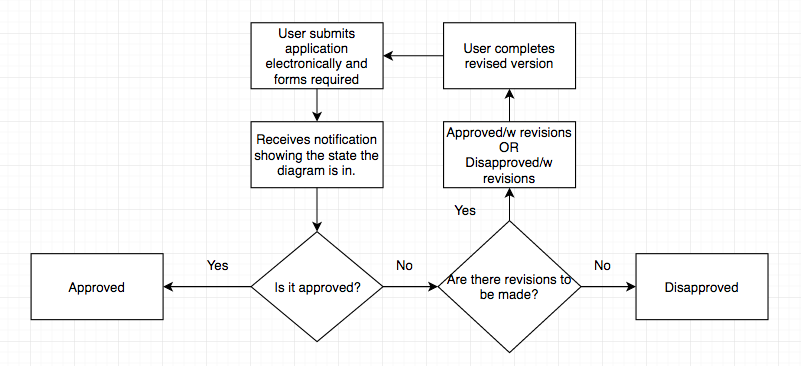 User submits
application
electronically and
forms required
User completes
revised version
Receives notification
showing the state the
diagram is in.
Approved/w revisions
OR
Disapproved/w
revisions
Yes
Approved
Yes
Is it approved?
No
Are there revisions to
be made?
No
Disapproved